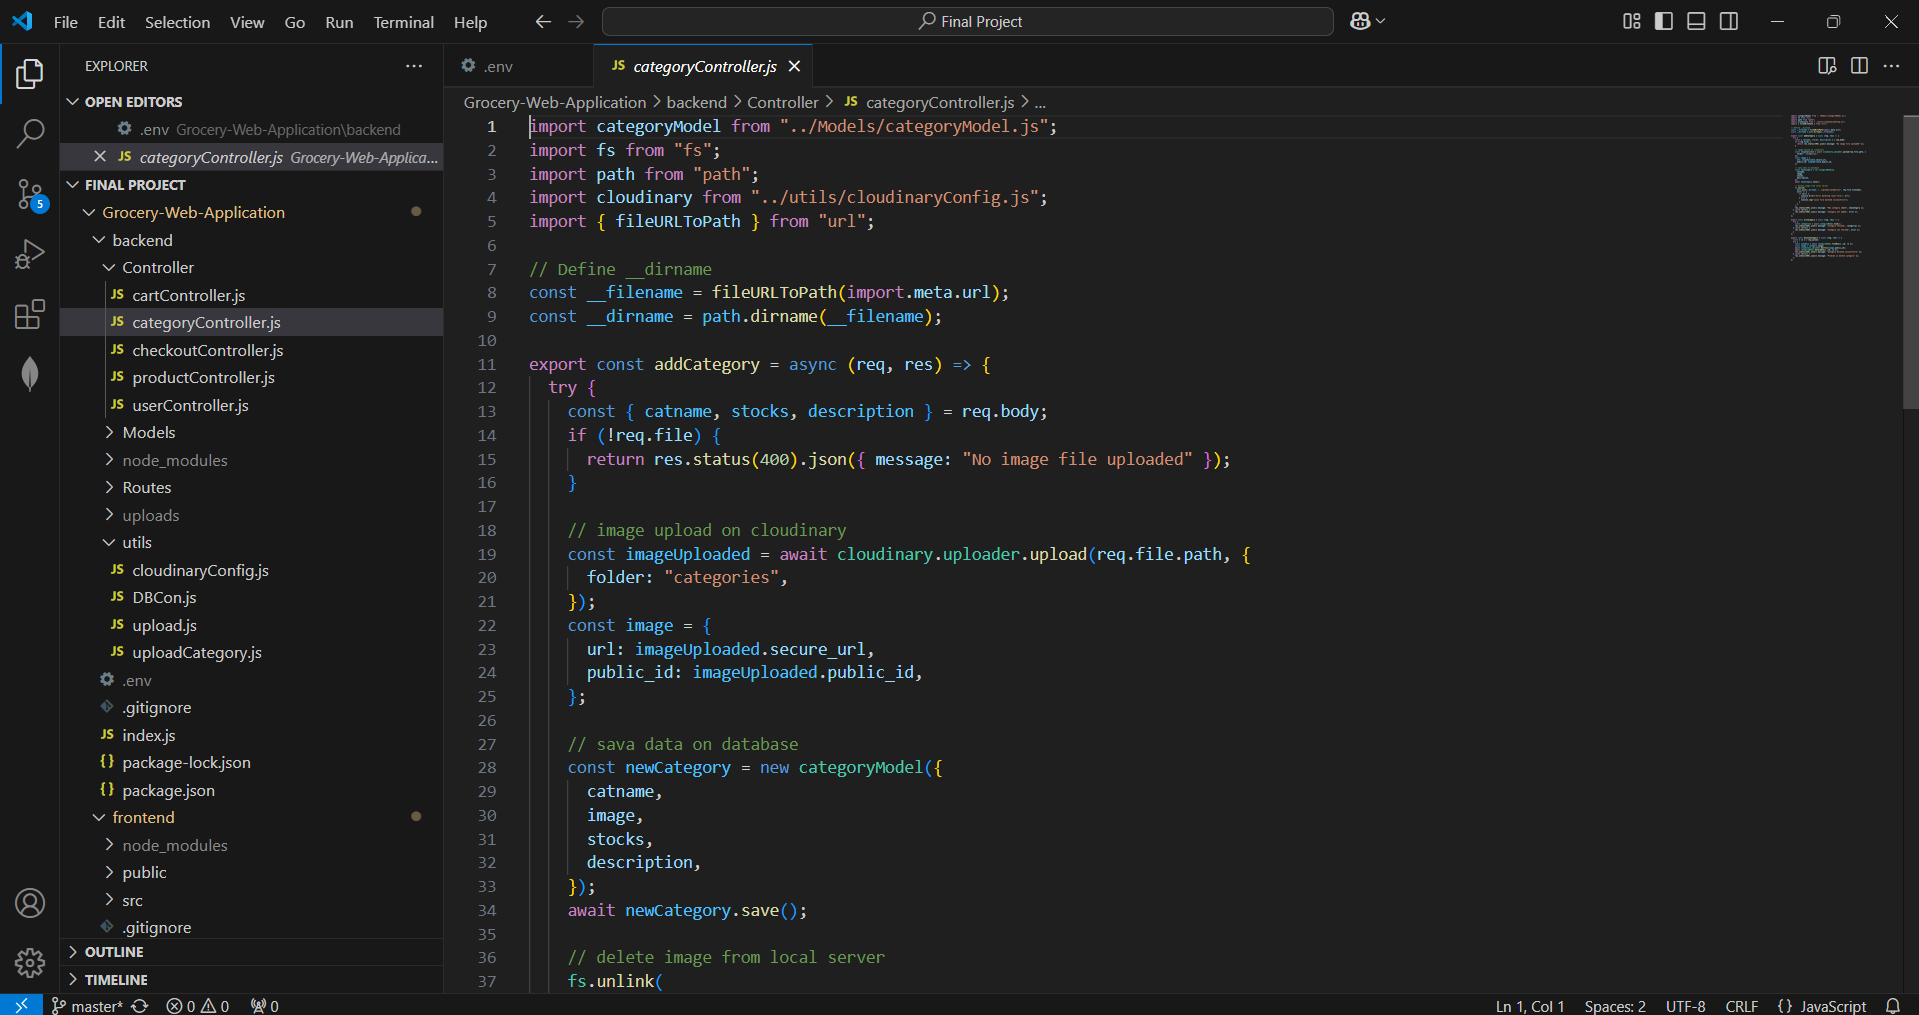 File Edit Selection View Go Run Terminal Help
Final Project
EXPLORER
OPEN EDITORS
.env Grocery-Web-Application\backend
JS categoryController.js Grocery-Web-Applica...
FINAL PROJECT
Grocery-Web-Application
backend
Controller
JS cartController.js
JS categoryController.js
JS checkoutController.js
JS productController.js
JS userController.js
Models
node_modules
Routes
uploads
utils
JS cloudinaryConfig.js
JS DBCon.js
JS upload.js
JS uploadCategory.js
.env
.gitignore
JS index.js
{} package-lock.json
{} package.json
frontend
node_modules
public
src
.gitignore
OUTLINE
TIMELINE
5
.env
JS categoryController.js
Grocery-Web-Application > backend > Controller > JS categoryController.js > ...
1 import categoryModel from "../Models/categoryModel.js";
2 import fs from "fs";
3 import path from "path";
4 import cloudinary from "../utils/cloudinaryConfig.js";
5 import { fileURLToPath } from "url";
6
7 // Define __dirname
8 const __filename = fileURLToPath(import.meta.url);
9 const __dirname = path.dirname(__filename);
10
11 export const addCategory = async (req, res) => {
12 try {
13 const { catname, stocks, description } = req.body;
14 if (!req.file) {
15 return res.status(400).json({ message: "No image file uploaded" });
16 }
17
18 // image upload on cloudinary
19 const imageUploaded = await cloudinary.uploader.upload(req.file.path, {
20 folder: "categories",
21 });
22 const image = {
23 url: imageUploaded.secure_url,
24 public_id: imageUploaded.public_id,
25 };
26
27 // sava data on database
28 const newCategory = new categoryModel({
29 catname,
30 image,
31 stocks,
32 description,
33 });
34 await newCategory.save();
35
36 // delete image from local server
37 fs.unlink(
master* 0 0 0
Ln 1, Col 1 Spaces: 2 UTF-8 CRLF {} JavaScript